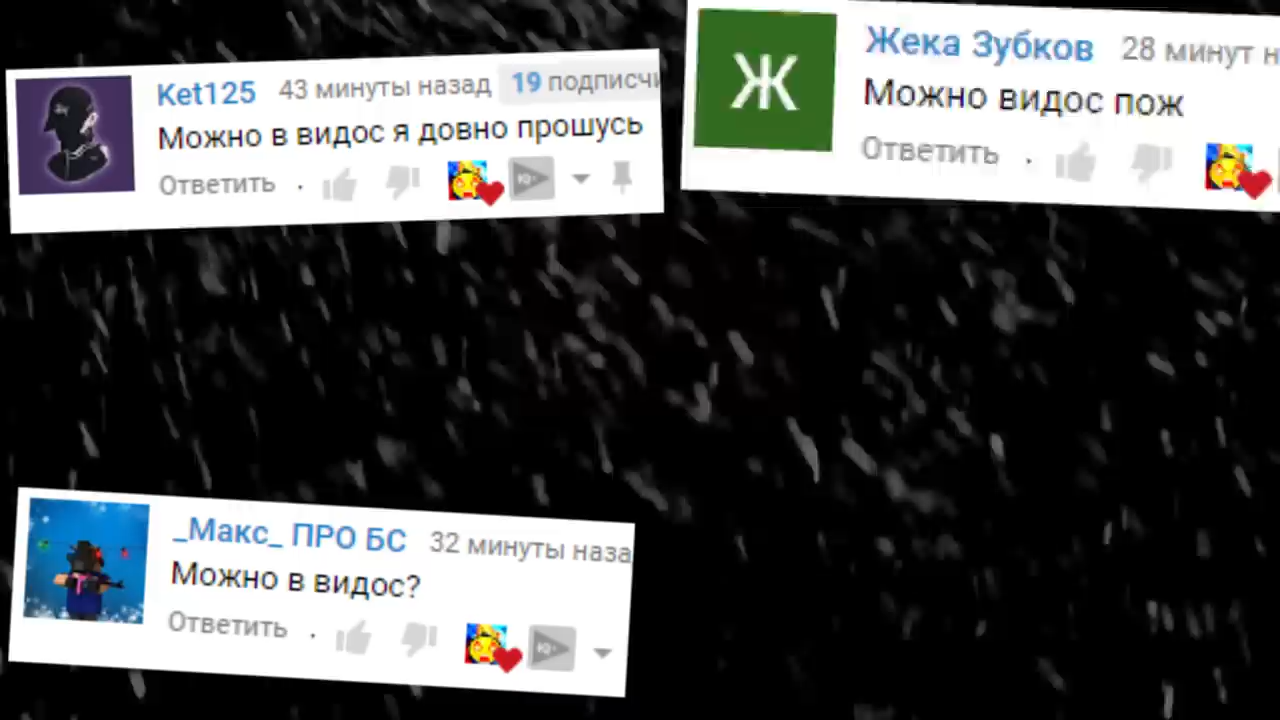 Ket125 43 минуты назад 19 подписчи
Можно в видос я довно прошусь
Ответить
Ж
Жека Зубков 28 минут н
Можно видос пож
Ответить
_Макс_ ПРО БС 32 минуты наза
Можно в видос?
Ответить